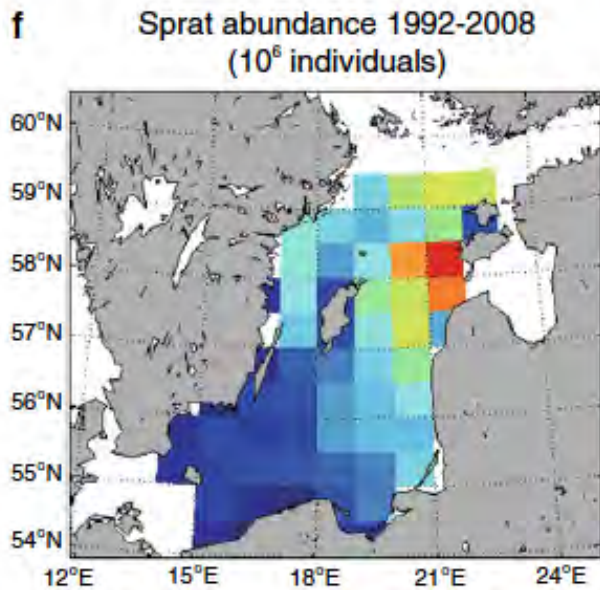 f
Sprat abundance 1992-2008
(10⁶ individuals)
60°N
59°N
58°N
57°N
56°N
55°N
54°N
12°E 15°E 18°E 21°E 24°E